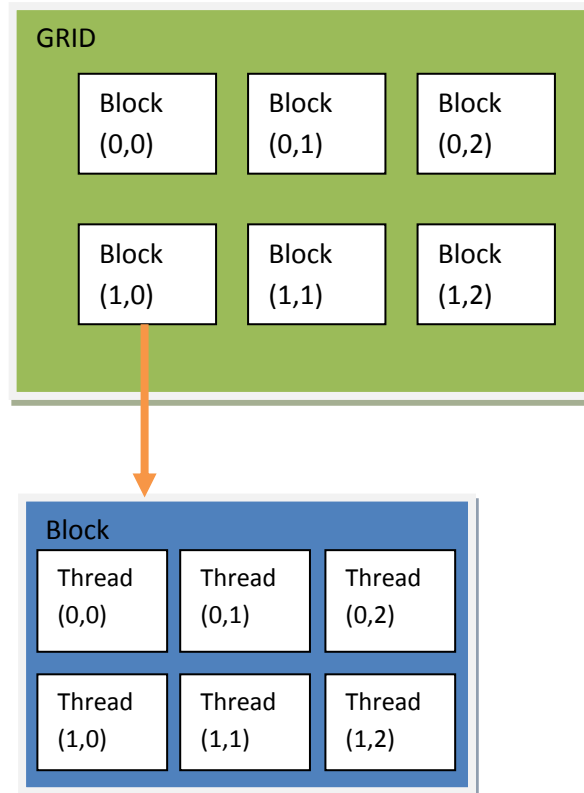 GRID
Block
(0,0)
Block
(0,1)
Block
(0,2)
Block
(1,0)
Block
(1,1)
Block
(1,2)
Block
Thread
(0,0)
Thread
(0,1)
Thread
(0,2)
Thread
(1,0)
Thread
(1,1)
Thread
(1,2)